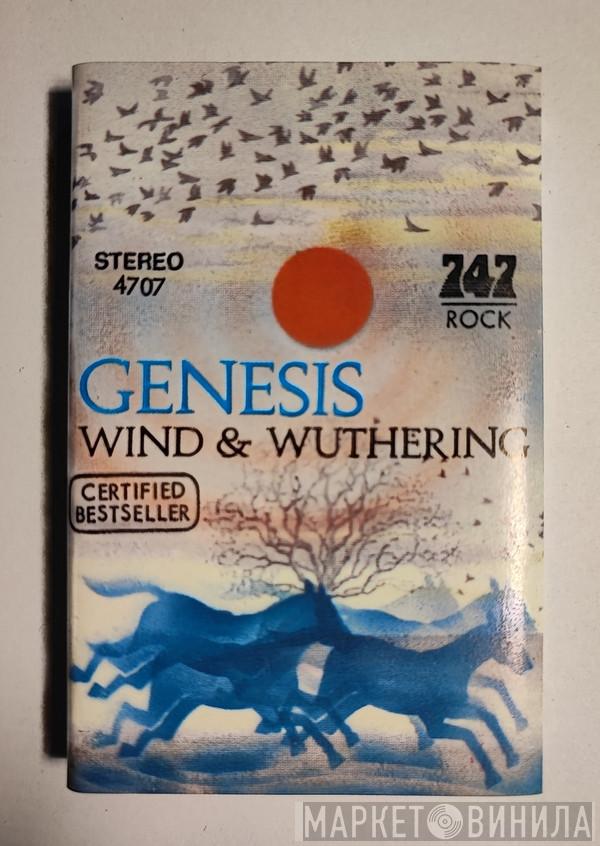 STEREO
4707
747
ROCK
GENESIS
WIND & WUTHERING
CERTIFIED
BESTSELLER
МАРКЕТ ВИНИЛА